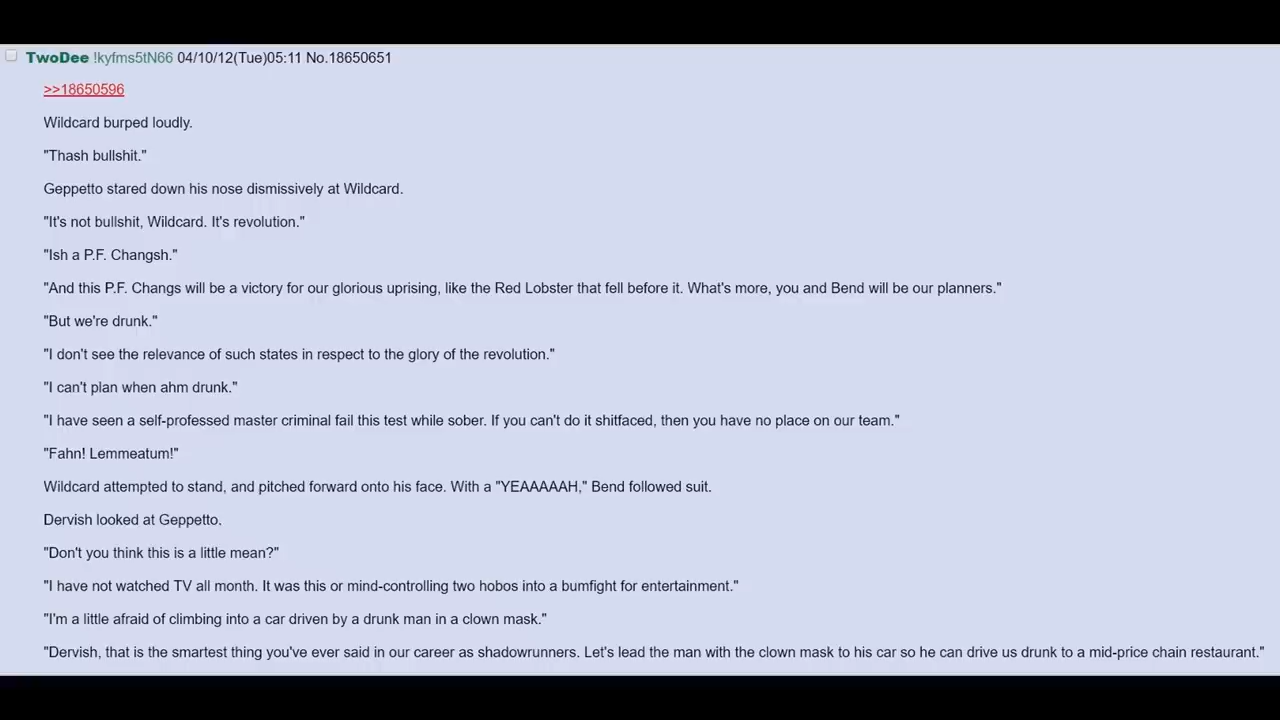 TwoDee !kyfms5tN66 04/10/12(Tue)05:11 No.18650651
>>18650596
Wildcard burped loudly.
"Thash bullshit."
Geppetto stared down his nose dismissively at Wildcard.
"It's not bullshit, Wildcard. It's revolution."
"Ish a P.F. Changsh."
"And this P.F. Changs will be a victory for our glorious uprising, like the Red Lobster that fell before it. What's more, you and Bend will be our planners."
"But we're drunk."
"I don't see the relevance of such states in respect to the glory of the revolution."
"I can't plan when ahm drunk."
"I have seen a self-professed master criminal fail this test while sober. If you can't do it shitfaced, then you have no place on our team."
"Fahn! Lemmeatum!"
Wildcard attempted to stand, and pitched forward onto his face. With a "YEAAAAAH," Bend followed suit.
Dervish looked at Geppetto.
"Don't you think this is a little mean?"
"I have not watched TV all month. It was this or mind-controlling two hobos into a bumfight for entertainment."
"I'm a little afraid of climbing into a car driven by a drunk man in a clown mask."
"Dervish, that is the smartest thing you've ever said in our career as shadowrunners. Let's lead the man with the clown mask to his car so he can drive us drunk to a mid-price chain restaurant."